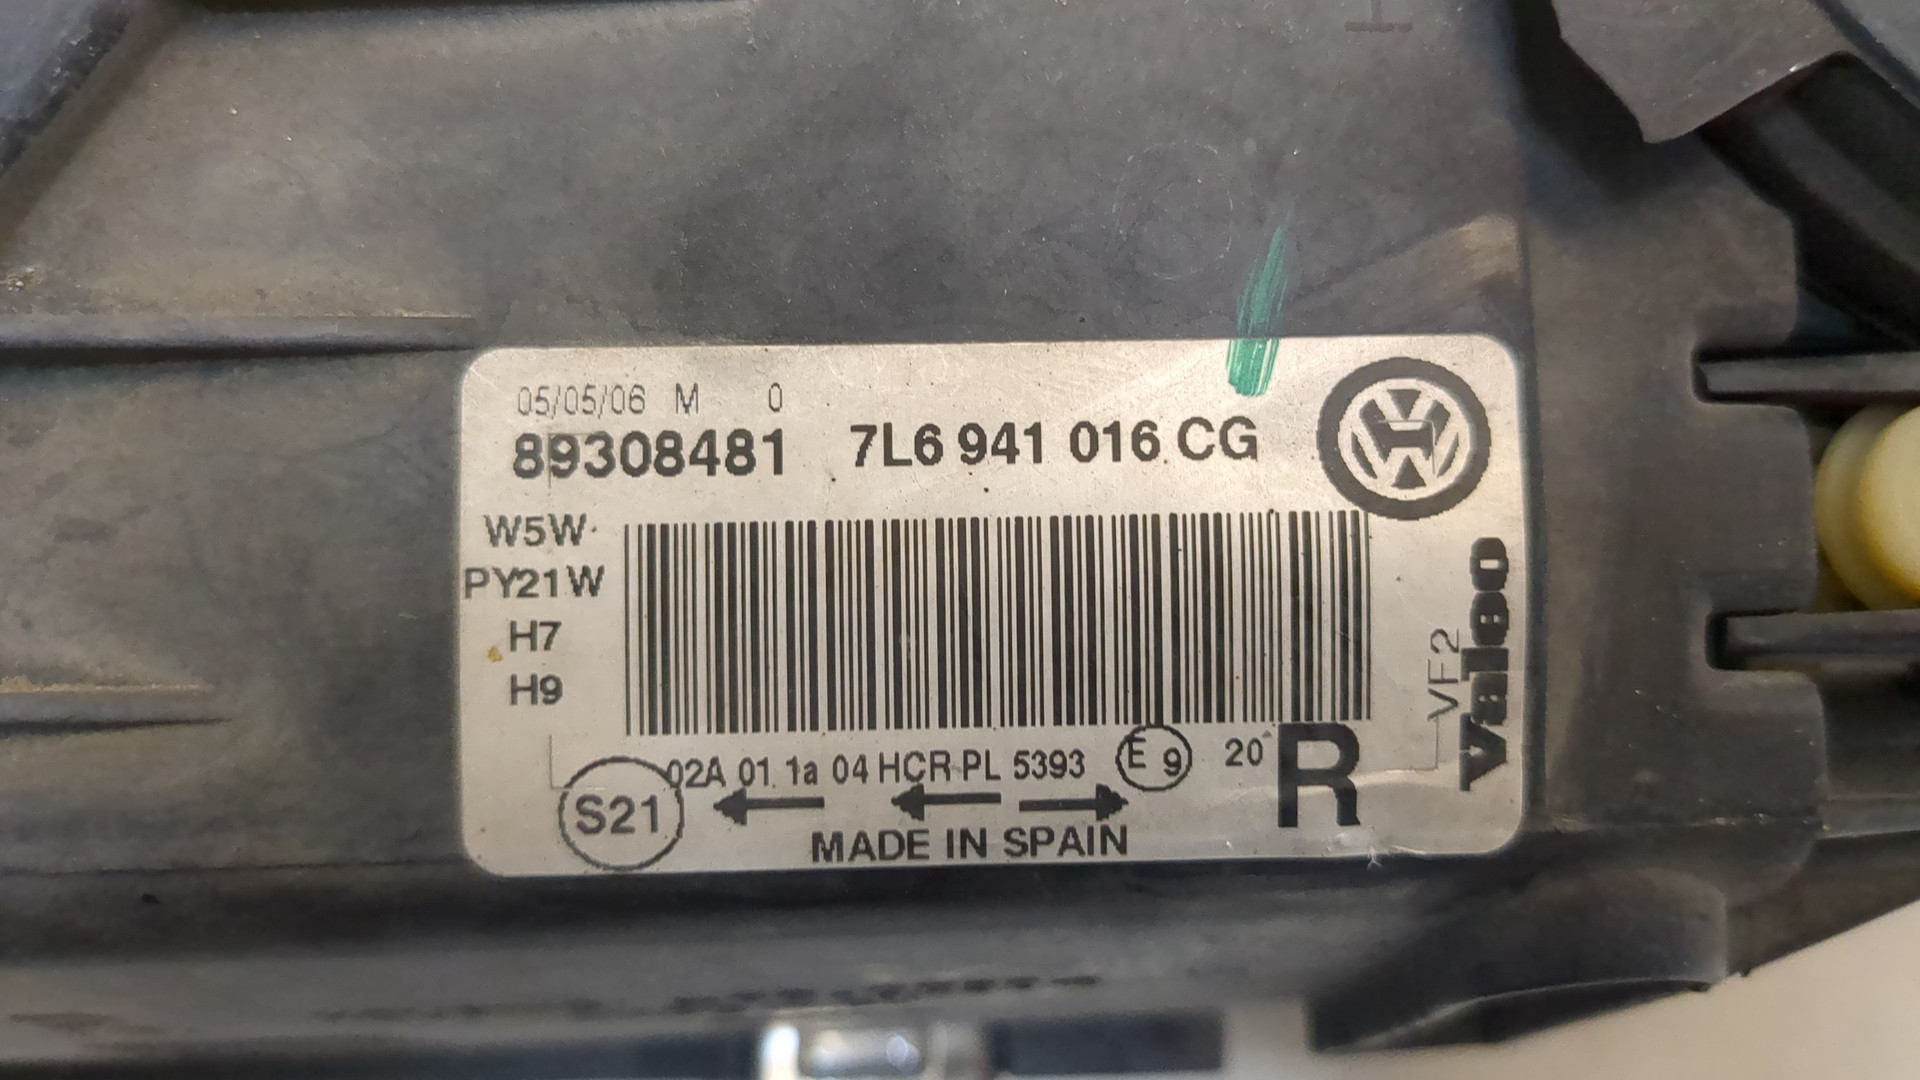 05/05/06 M 0
89308481 7L6 941 016 CG
W5W
PY21W
H7
H9
VF2
Valeo
02A 01 1a 04 HCR PL 5393 E 9 20 R
S21
MADE IN SPAIN